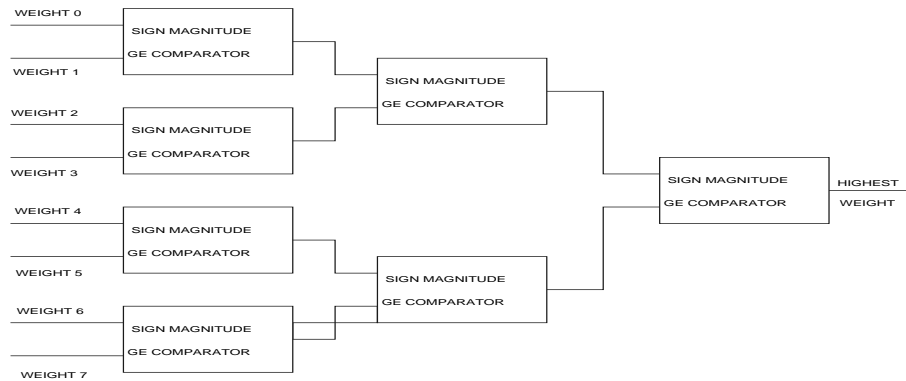 WEIGHT 0
SIGN MAGNITUDE
GE COMPARATOR
WEIGHT 1
WEIGHT 2
SIGN MAGNITUDE
GE COMPARATOR
WEIGHT 3
WEIGHT 4
SIGN MAGNITUDE
GE COMPARATOR
WEIGHT 5
WEIGHT 6
SIGN MAGNITUDE
GE COMPARATOR
WEIGHT 7
SIGN MAGNITUDE
GE COMPARATOR
SIGN MAGNITUDE
GE COMPARATOR
SIGN MAGNITUDE
GE COMPARATOR
HIGHEST
WEIGHT